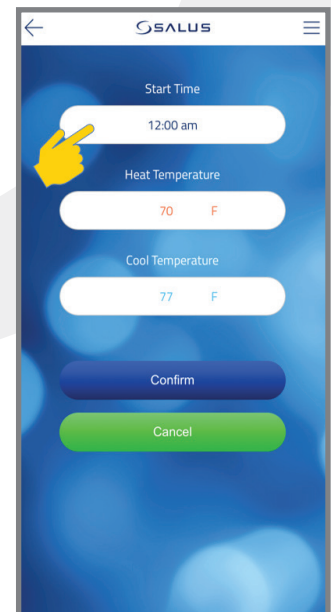 SALUS
Start Time
12:00 am
Heat Temperature
70 F
Cool Temperature
77 F
Confirm
Cancel